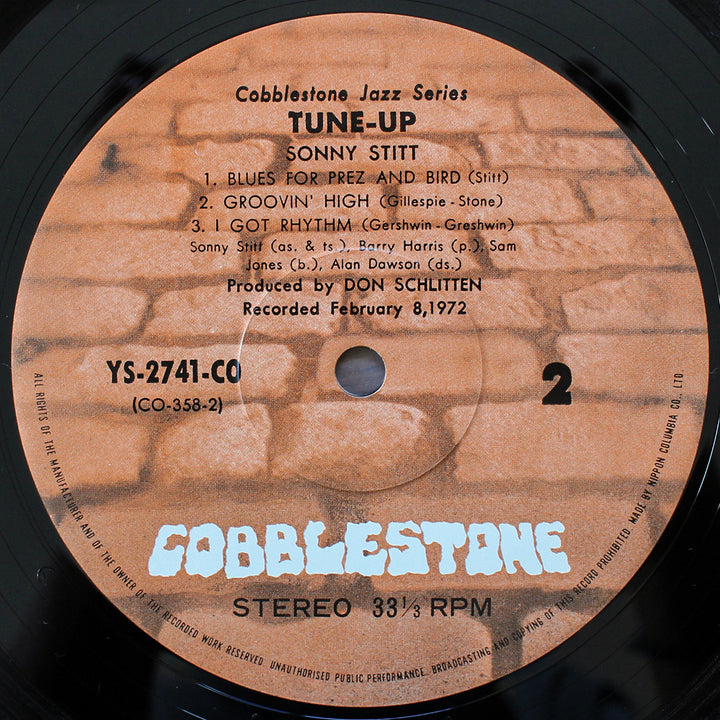 Cobblestone Jazz Series
TUNE-UP
SONNY STITT
1. BLUES FOR PREZ AND BIRD (Stitt)
2. GROOVIN' HIGH (Gillespie - Stone)
3. I GOT RHYTHM (Gershwin - Greshwin)
Sonny Stitt (as. & ts.), Barry Harris (p.), Sam
Jones (b.), Alan Dawson (ds.)
Produced by DON SCHLITTEN
Recorded February 8,1972
YS-2741-CO
(CO-358-2)
2
COBBLESTONE
STEREO 33 1/3 RPM
ALL RIGHTS OF THE MANUFACTURER AND OF THE OWNER OF THE RECORDED WORK RESERVED. UNAUTHORISED PUBLIC PERFORMANCE, BROADCASTING AND COPYING OF THIS RECORD PROHIBITED. MADE BY NIPPON COLUMBIA CO., LTD.